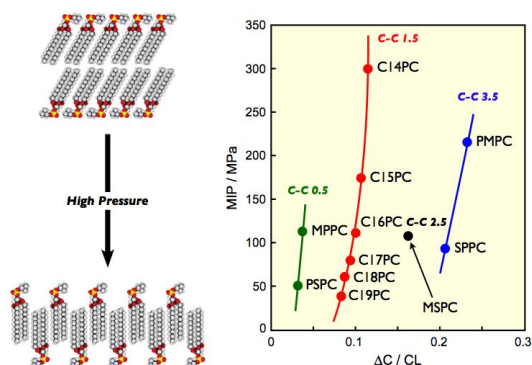 High Pressure
MIP / MPa
350
300
250
200
150
100
50
0
C-C 1.5
C14PC
C-C 3.5
PMPC
C15PC
C-C 0.5
MPPC
C16PC
C-C 2.5
C17PC
SPPC
C18PC
PSPC
C19PC
MSPC
0
0.1
0.2
0.3
ΔC / CL